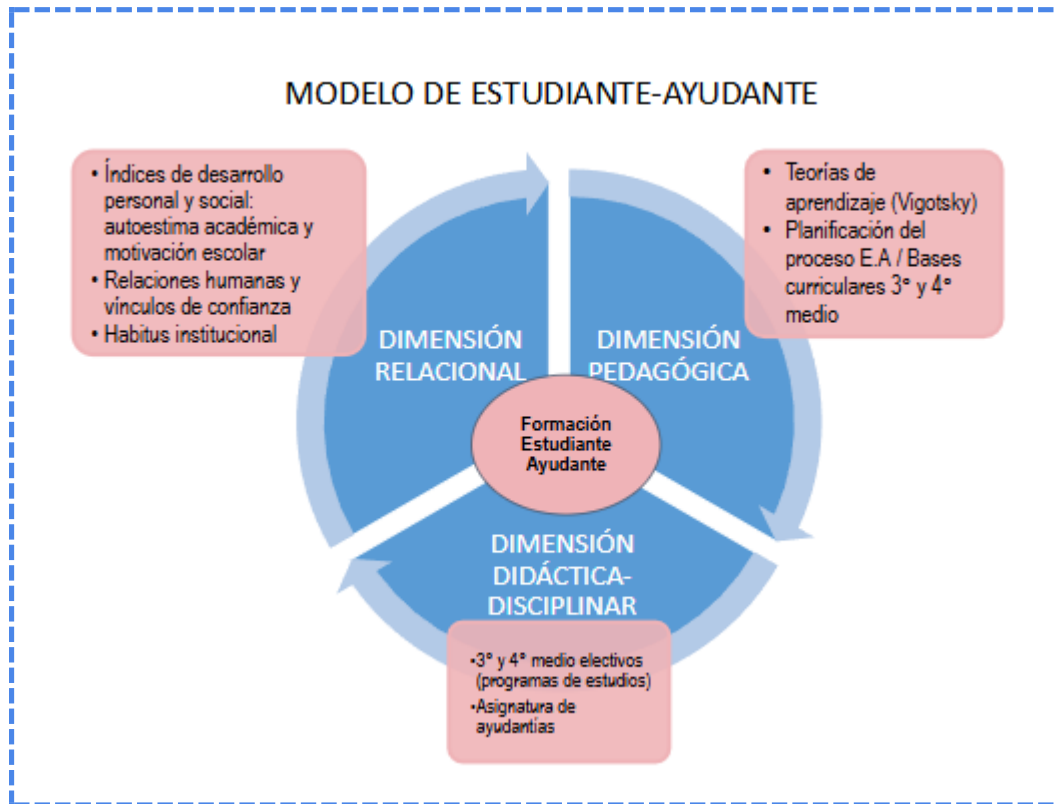 MODELO DE ESTUDIANTE-AYUDANTE
• Índices de desarrollo
personal y social:
autoestima académica y
motivación escolar
• Relaciones humanas y
vínculos de confianza
• Habitus institucional
• Teorías de
aprendizaje (Vigotsky)
• Planificación del
proceso E.A / Bases
curriculares 3° y 4°
medio
DIMENSIÓN
RELACIONAL
DIMENSIÓN
PEDAGÓGICA
Formación
Estudiante
Ayudante
DIMENSIÓN
DIDÁCTICA-
DISCIPLINAR
•3° y 4° medio electivos
(programas de estudios)
•Asignatura de
ayudantías